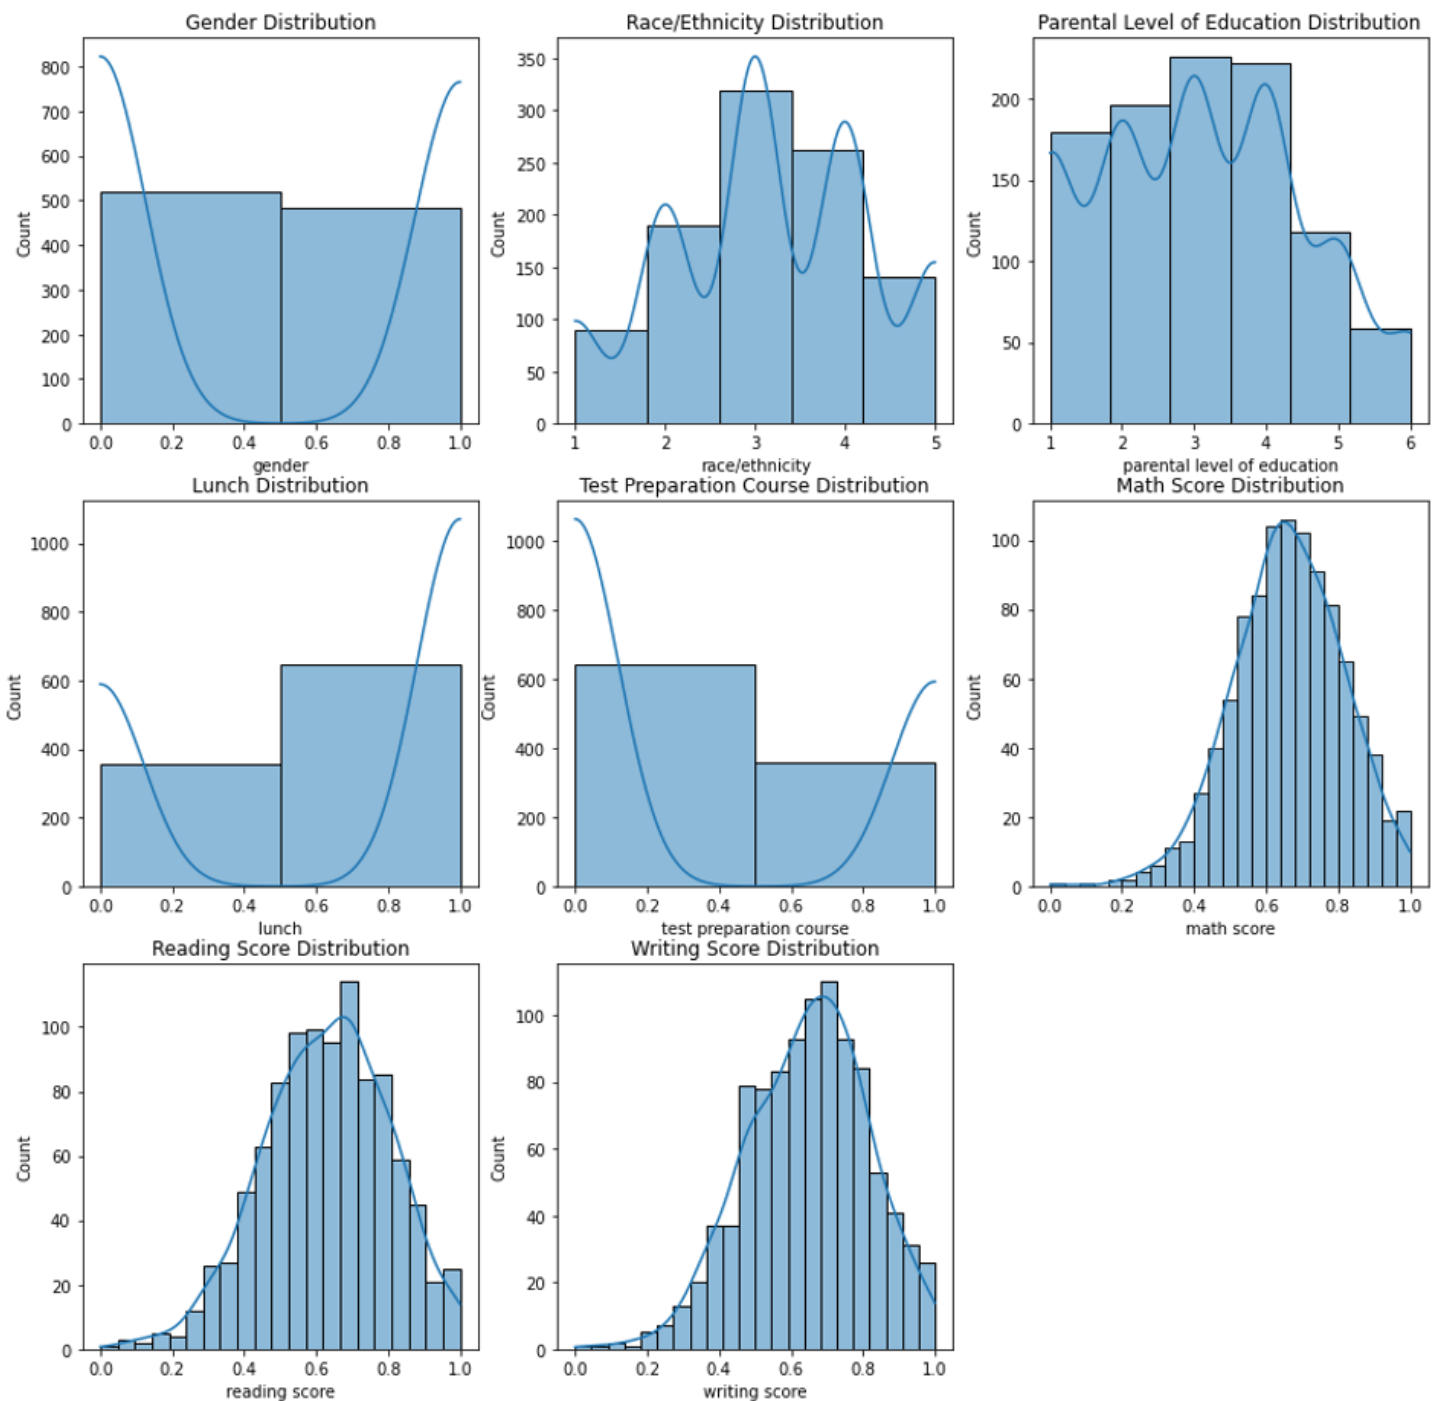 Gender Distribution
Count
800
700
600
500
400
300
200
100
0
0.0 0.2 0.4 0.6 0.8 1.0
gender
Race/Ethnicity Distribution
Count
350
300
250
200
150
100
50
0
1 2 3 4 5
race/ethnicity
Parental Level of Education Distribution
Count
200
150
100
50
0
1 2 3 4 5 6
parental level of education
Lunch Distribution
Count
1000
800
600
400
200
0
0.0 0.2 0.4 0.6 0.8 1.0
lunch
Test Preparation Course Distribution
Count
1000
800
600
400
200
0
0.0 0.2 0.4 0.6 0.8 1.0
test preparation course
Math Score Distribution
Count
100
80
60
40
20
0
0.0 0.2 0.4 0.6 0.8 1.0
math score
Reading Score Distribution
Count
100
80
60
40
20
0
0.0 0.2 0.4 0.6 0.8 1.0
reading score
Writing Score Distribution
Count
100
80
60
40
20
0
0.0 0.2 0.4 0.6 0.8 1.0
writing score